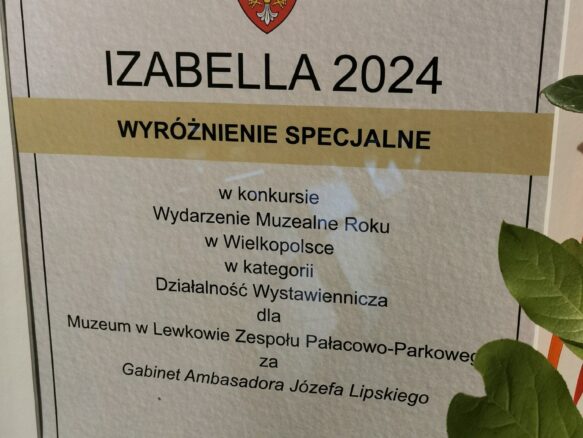 IZABELLA 2024
WYRÓŻNIENIE SPECJALNE
w konkursie
Wydarzenie Muzealne Roku
w Wielkopolsce
w kategorii
Działalność Wystawiennicza
dla
Muzeum w Lewkowie Zespołu Pałacowo-Parkoweg
za
Gabinet Ambasadora Józefa Lipskiego